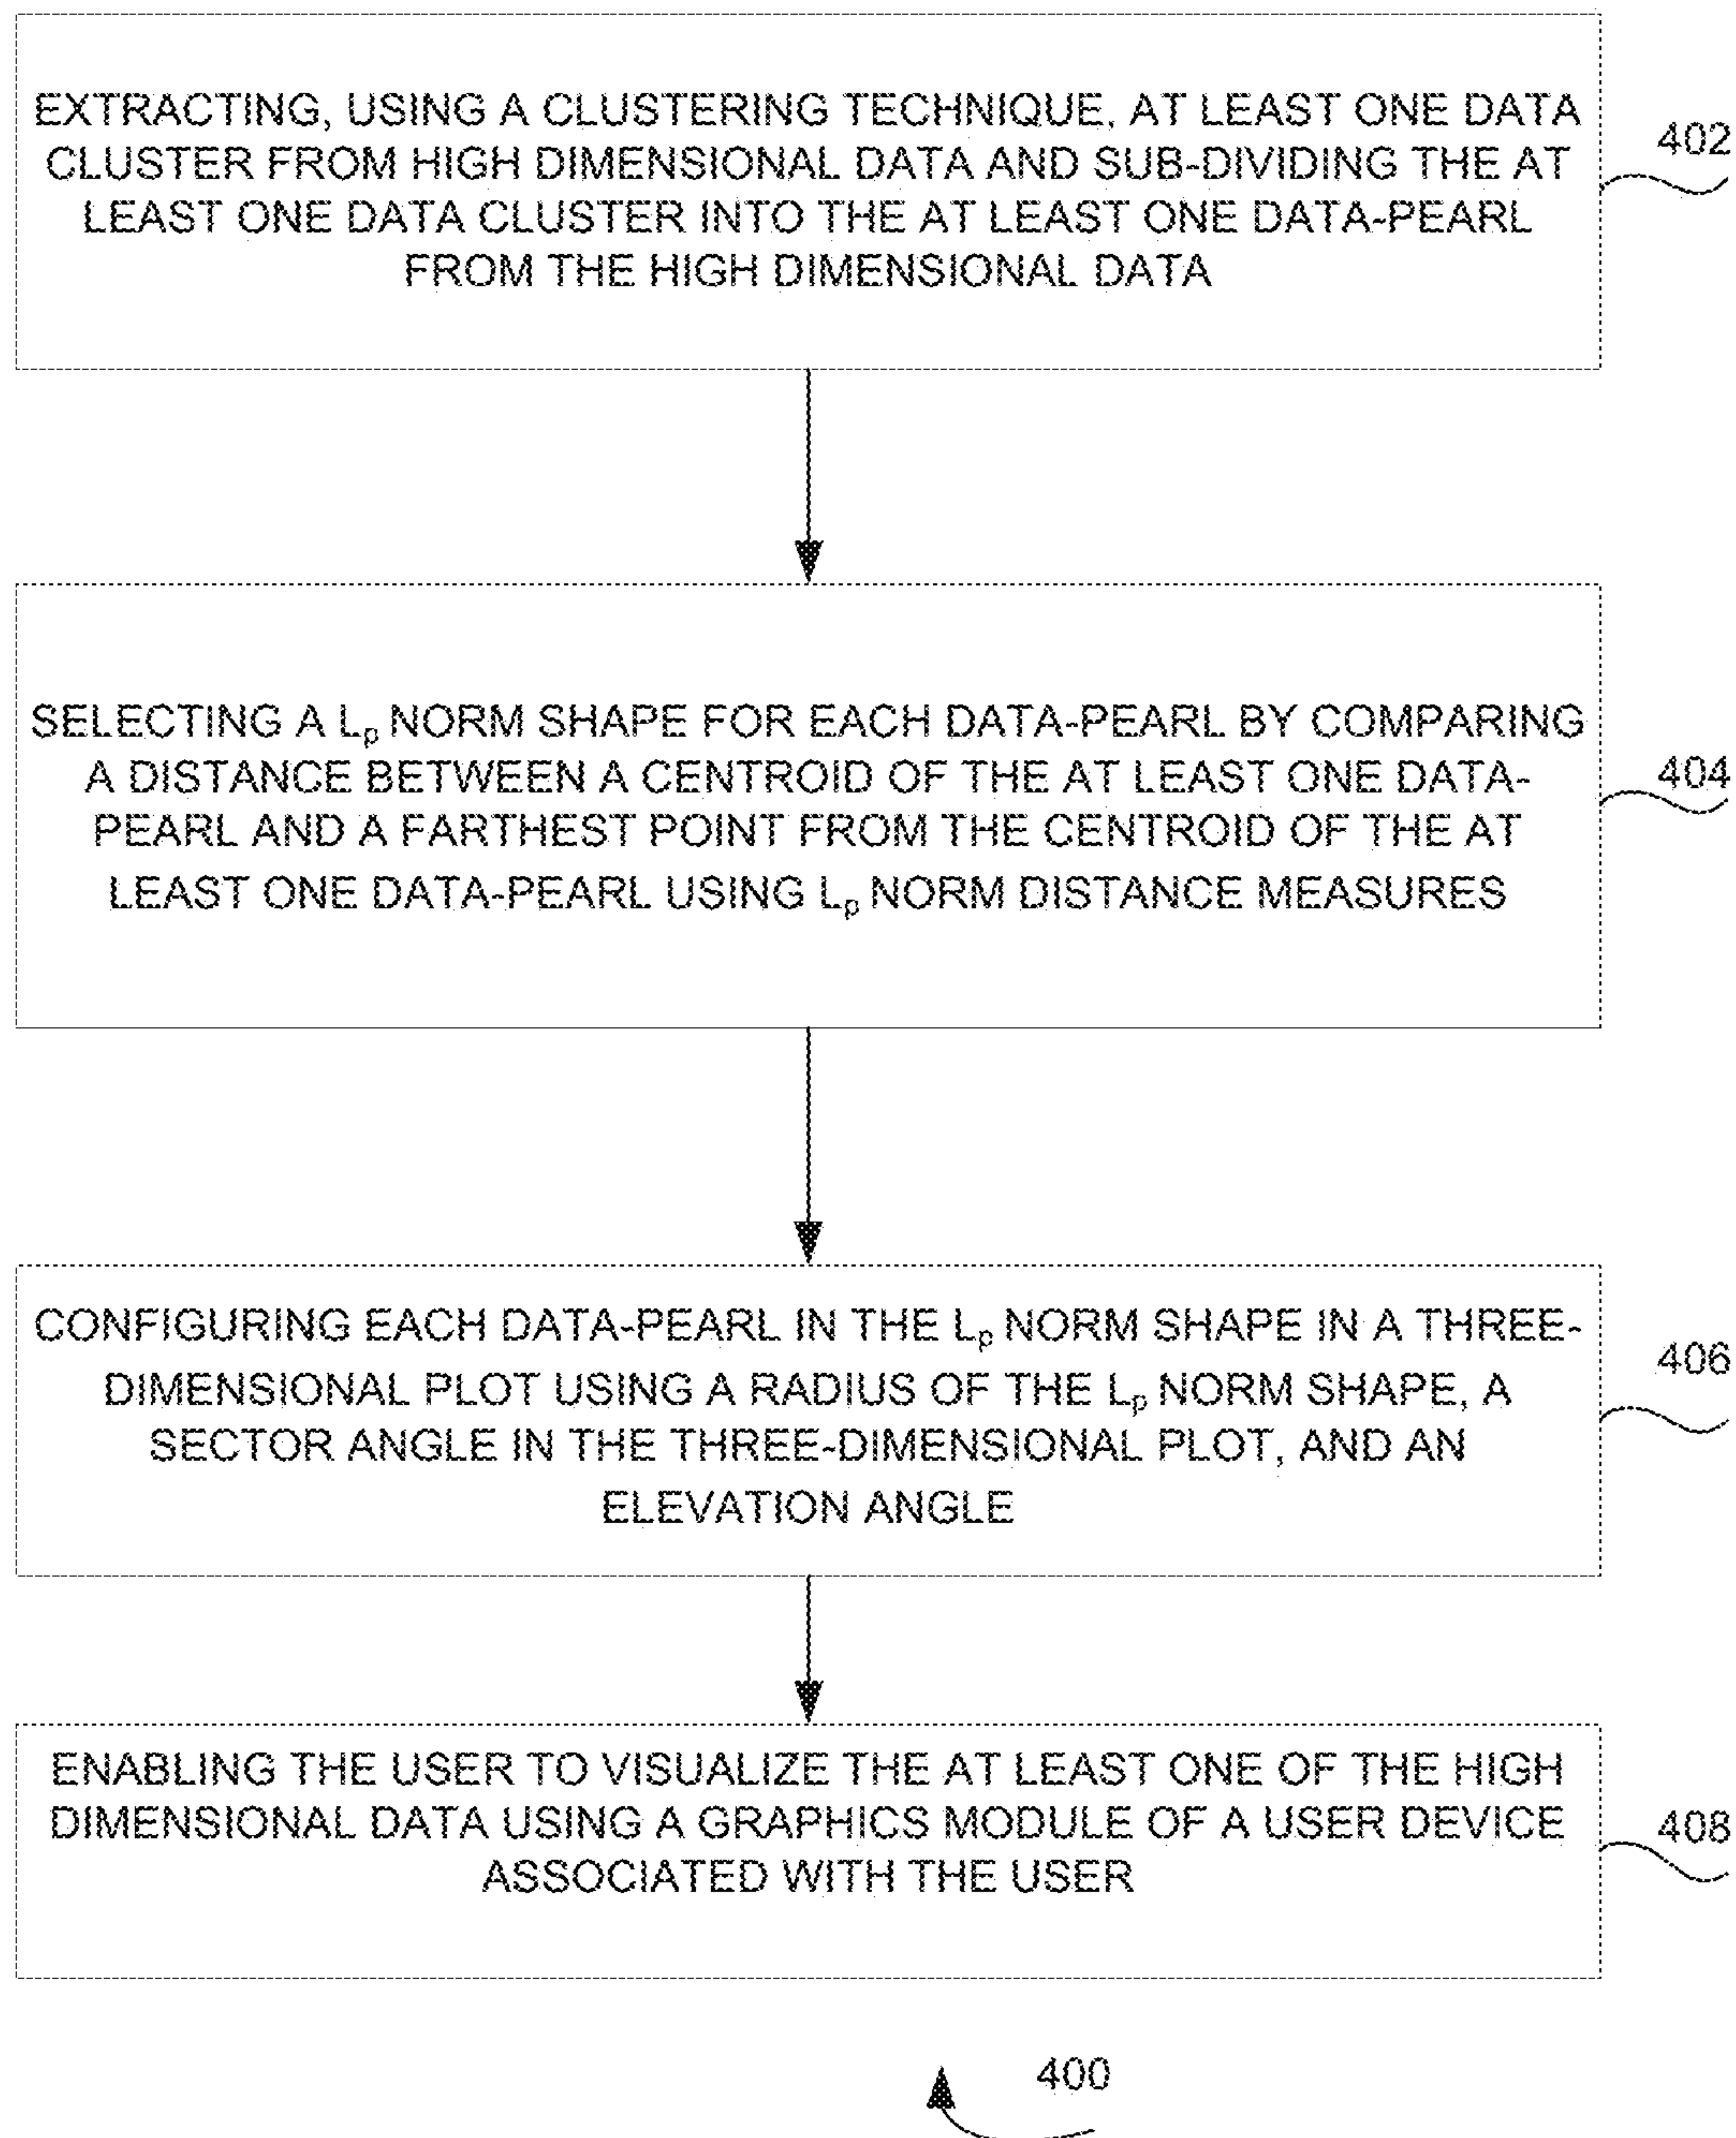 EXTRACTING, USING A CLUSTERING TECHNIQUE, AT LEAST ONE DATA
CLUSTER FROM HIGH DIMENSIONAL DATA AND SUB-DIVIDING THE AT
LEAST ONE DATA CLUSTER INTO THE AT LEAST ONE DATA-PEARL
FROM THE HIGH DIMENSIONAL DATA
402
SELECTING A Lp NORM SHAPE FOR EACH DATA-PEARL BY COMPARING
A DISTANCE BETWEEN A CENTROID OF THE AT LEAST ONE DATA-
PEARL AND A FARTHEST POINT FROM THE CENTROID OF THE AT
LEAST ONE DATA-PEARL USING Lp NORM DISTANCE MEASURES
404
CONFIGURING EACH DATA-PEARL IN THE Lp NORM SHAPE IN A THREE-
DIMENSIONAL PLOT USING A RADIUS OF THE Lp NORM SHAPE, A
SECTOR ANGLE IN THE THREE-DIMENSIONAL PLOT, AND AN
ELEVATION ANGLE
406
ENABLING THE USER TO VISUALIZE THE AT LEAST ONE OF THE HIGH
DIMENSIONAL DATA USING A GRAPHICS MODULE OF A USER DEVICE
ASSOCIATED WITH THE USER
408
400